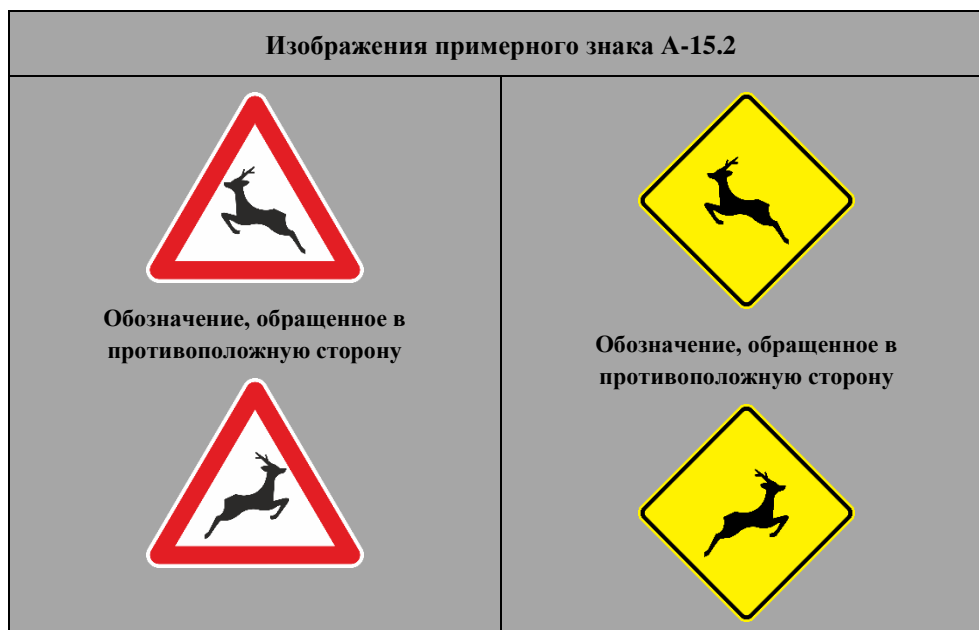 Изображения примерного знака A-15.2
Обозначение, обращенное в
противоположную сторону
Обозначение, обращенное в
противоположную сторону